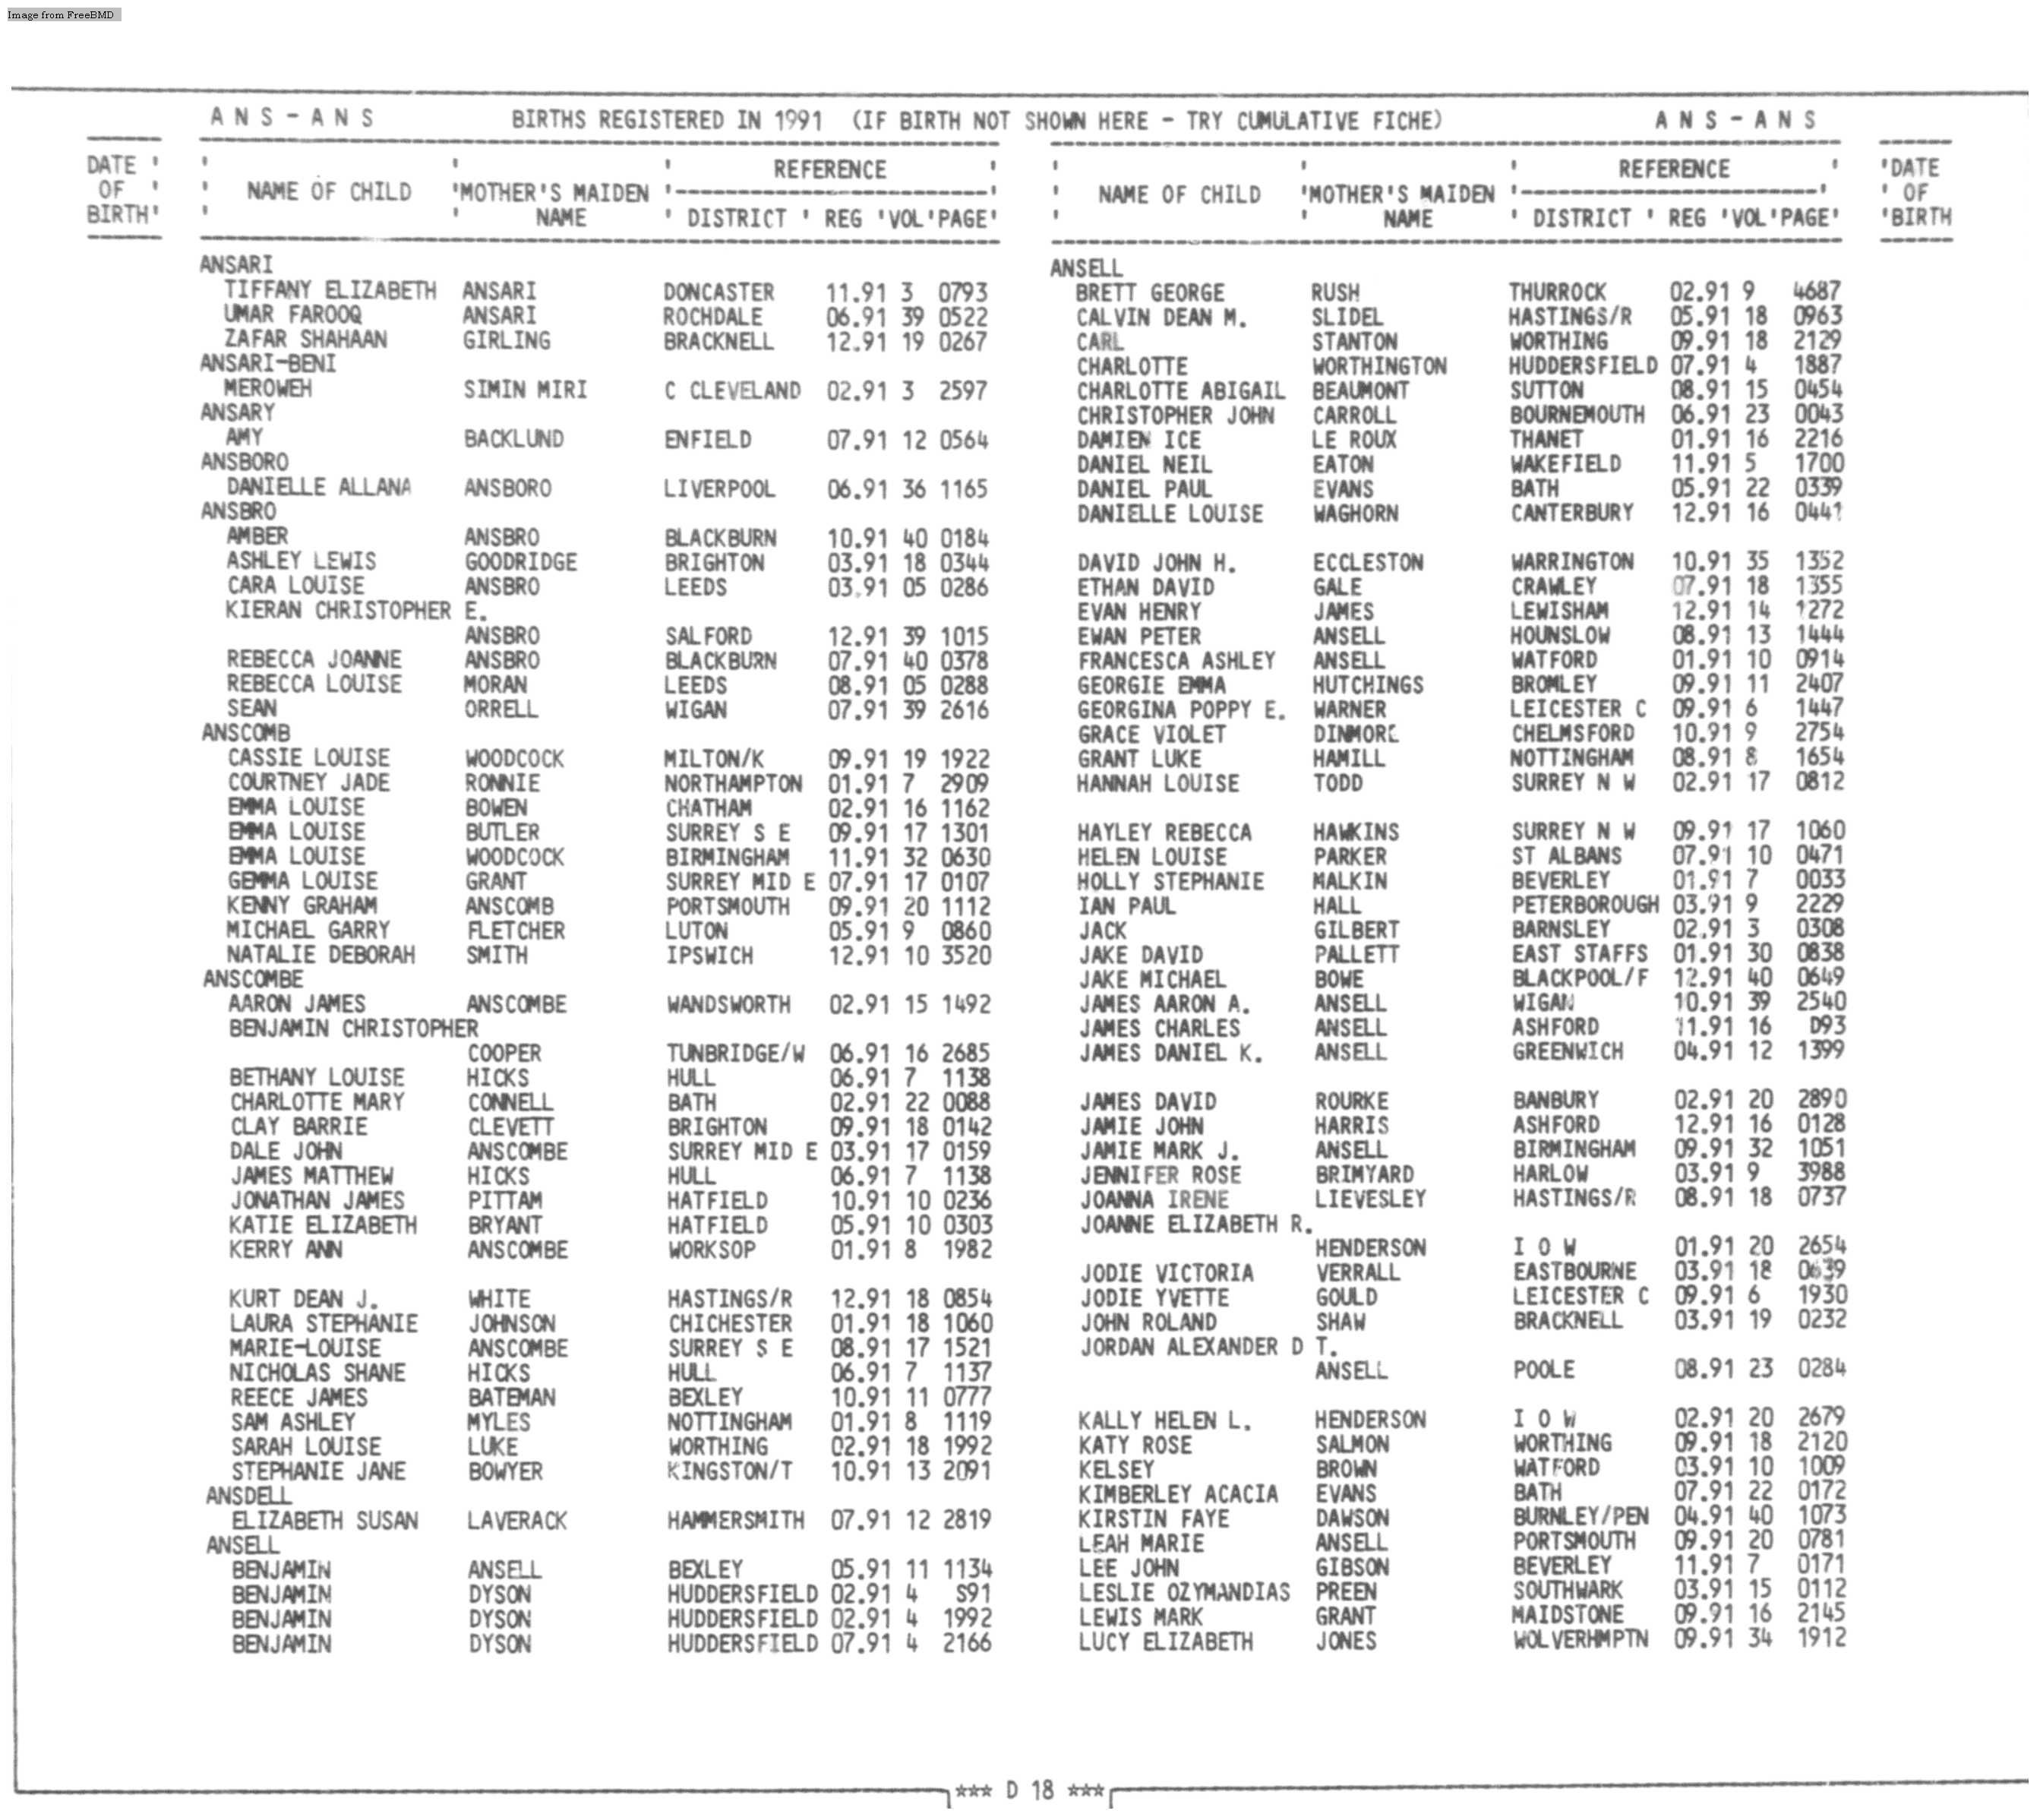 Image from FreeBMD
ANS-ANS BIRTHS REGISTERED IN 1991 (IF BIRTH NOT SHOWN HERE - TRY CUMULATIVE FICHE) ANS-ANS
DATE OF BIRTH
NAME OF CHILD MOTHER'S MAIDEN NAME REFERENCE DISTRICT REG VOL PAGE
ANSARI
TIFFANY ELIZABETH ANSARI DONCASTER 11.91 3 0793
UMAR FAROOQ ANSARI ROCHDALE 06.91 39 0522
ZAFAR SHAHAAN GIRLING BRACKNELL 12.91 19 0267
ANSARI-BENI
MEROWEH SIMIN MIRI C CLEVELAND 02.91 3 2597
ANSARY
AMY BACKLUND ENFIELD 07.91 12 0564
ANSBORO
DANIELLE ALLANA ANSBORO LIVERPOOL 06.91 36 1165
ANSBRO
AMBER ANSBRO BLACKBURN 10.91 40 0184
ASHLEY LEWIS GOODRIDGE BRIGHTON 03.91 18 0344
CARA LOUISE ANSBRO LEEDS 03.91 05 0286
KIERAN CHRISTOPHER E.
ANSBRO SALFORD 12.91 39 1015
REBECCA JOANNE ANSBRO BLACKBURN 07.91 40 0378
REBECCA LOUISE MORAN LEEDS 08.91 05 0288
SEAN ORRELL WIGAN 07.91 39 2616
ANSCOMB
CASSIE LOUISE WOODCOCK MILTON/K 09.91 19 1922
COURTNEY JADE RONNIE NORTHAMPTON 01.91 7 2909
EMMA LOUISE BOWEN CHATHAM 02.91 16 1162
EMMA LOUISE BUTLER SURREY S E 09.91 17 1301
EMMA LOUISE WOODCOCK BIRMINGHAM 11.91 32 0630
GEMMA LOUISE GRANT SURREY MID E 07.91 17 0107
KENNY GRAHAM ANSCOMB PORTSMOUTH 09.91 20 1112
MICHAEL GARRY FLETCHER LUTON 05.91 9 0860
NATALIE DEBORAH SMITH IPSWICH 12.91 10 3520
ANSCOMBE
AARON JAMES ANSCOMBE WANDSWORTH 02.91 15 1492
BENJAMIN CHRISTOPHER
COOPER TUNBRIDGE/W 06.91 16 2685
BETHANY LOUISE HICKS HULL 06.91 7 1138
CHARLOTTE MARY CONNELL BATH 02.91 22 0088
CLAY BARRIE CLEVETT BRIGHTON 09.91 18 0142
DALE JOHN ANSCOMBE SURREY MID E 03.91 17 0159
JAMES MATTHEW HICKS HULL 06.91 7 1138
JONATHAN JAMES PITTAM HATFIELD 10.91 10 0236
KATIE ELIZABETH BRYANT HATFIELD 05.91 10 0303
KERRY ANN ANSCOMBE WORKSOP 01.91 8 1982
KURT DEAN J. WHITE HASTINGS/R 12.91 18 0854
LAURA STEPHANIE JOHNSON CHICHESTER 01.91 18 1060
MARIE-LOUISE ANSCOMBE SURREY S E 08.91 17 1521
NICHOLAS SHANE HICKS HULL 06.91 7 1137
REECE JAMES BATEMAN BEXLEY 10.91 11 0777
SAM ASHLEY MYLES NOTTINGHAM 01.91 8 1119
SARAH LOUISE LUKE WORTHING 02.91 18 1992
STEPHANIE JANE BOWYER KINGSTON/T 10.91 13 2091
ANSDELL
ELIZABETH SUSAN LAVERACK HAMMERSMITH 07.91 12 2819
ANSELL
BENJAMIN ANSELL BEXLEY 05.91 11 1134
BENJAMIN DYSON HUDDERSFIELD 02.91 4 S91
BENJAMIN DYSON HUDDERSFIELD 02.91 4 1992
BENJAMIN DYSON HUDDERSFIELD 07.91 4 2166
NAME OF CHILD MOTHER'S MAIDEN NAME REFERENCE DISTRICT REG VOL PAGE
DATE OF BIRTH
ANSELL
BRETT GEORGE RUSH THURROCK 02.91 9 4687
CALVIN DEAN M. SLIDEL HASTINGS/R 05.91 18 0963
CARL STANTON WORTHING 09.91 18 2129
CHARLOTTE WORTHINGTON HUDDERSFIELD 07.91 4 1887
CHARLOTTE ABIGAIL BEAUMONT SUTTON 08.91 15 0454
CHRISTOPHER JOHN CARROLL BOURNEMOUTH 06.91 23 0043
DAMIEN ICE LE ROUX THANET 01.91 16 2216
DANIEL NEIL EATON WAKEFIELD 11.91 5 1700
DANIEL PAUL EVANS BATH 05.91 22 0339
DANIELLE LOUISE WAGHORN CANTERBURY 12.91 16 0441
DAVID JOHN H. ECCLESTON WARRINGTON 10.91 35 1352
ETHAN DAVID GALE CRAWLEY 07.91 18 1355
EVAN HENRY JAMES LEWISHAM 12.91 14 1272
EWAN PETER ANSELL HOUNSLOW 08.91 13 1444
FRANCESCA ASHLEY ANSELL WATFORD 01.91 10 0914
GEORGIE EMMA HUTCHINGS BROMLEY 09.91 11 2407
GEORGINA POPPY E. WARNER LEICESTER C 09.91 6 1447
GRACE VIOLET DINMORE CHELMSFORD 10.91 9 2754
GRANT LUKE HAMILL NOTTINGHAM 08.91 8 1654
HANNAH LOUISE TODD SURREY N W 02.91 17 0812
HAYLEY REBECCA HAWKINS SURREY N W 09.91 17 1060
HELEN LOUISE PARKER ST ALBANS 07.91 10 0471
HOLLY STEPHANIE MALKIN BEVERLEY 01.91 7 0033
IAN PAUL HALL PETERBOROUGH 03.91 9 2229
JACK GILBERT BARNSLEY 02.91 3 0308
JAKE DAVID PALLETT EAST STAFFS 01.91 30 0838
JAKE MICHAEL BOWE BLACKPOOL/F 12.91 40 0649
JAMES AARON A. ANSELL WIGAN 10.91 39 2540
JAMES CHARLES ANSELL ASHFORD 11.91 16 D93
JAMES DANIEL K. ANSELL GREENWICH 04.91 12 1399
JAMES DAVID ROURKE BANBURY 02.91 20 2890
JAMIE JOHN HARRIS ASHFORD 12.91 16 0128
JAMIE MARK J. ANSELL BIRMINGHAM 09.91 32 1051
JENNIFER ROSE BRIMYARD HARLOW 03.91 9 3988
JOANNA IRENE LIEVESLEY HASTINGS/R 08.91 18 0737
JOANNE ELIZABETH R.
HENDERSON I O W 01.91 20 2654
JODIE VICTORIA VERRALL EASTBOURNE 03.91 18 0639
JODIE YVETTE GOULD LEICESTER C 09.91 6 1930
JOHN ROLAND SHAW BRACKNELL 03.91 19 0232
JORDAN ALEXANDER D T.
ANSELL POOLE 08.91 23 0284
KALLY HELEN L. HENDERSON I O W 02.91 20 2679
KATY ROSE SALMON WORTHING 09.91 18 2120
KELSEY BROWN WATFORD 03.91 10 1009
KIMBERLEY ACACIA EVANS BATH 07.91 22 0172
KIRSTIN FAYE DAWSON BURNLEY/PEN 04.91 40 1073
LEAH MARIE ANSELL PORTSMOUTH 09.91 20 0781
LEE JOHN GIBSON BEVERLEY 11.91 7 0171
LESLIE OZYMANDIAS PREEN SOUTHWARK 03.91 15 0112
LEWIS MARK GRANT MAIDSTONE 09.91 16 2145
LUCY ELIZABETH JONES WOLVERHMPTN 09.91 34 1912
*** D 18 ***